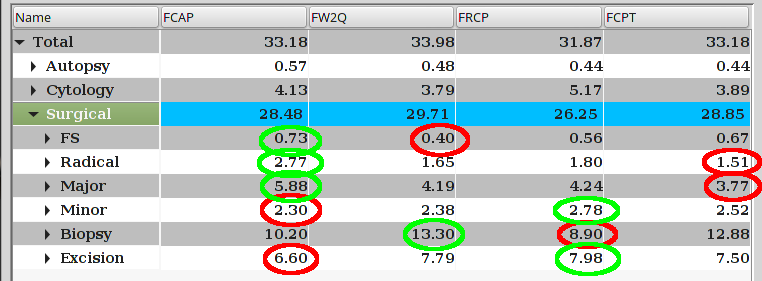 Name FCAP FW2Q FRCP FCPT
Total 33.18 33.98 31.87 33.18
Autopsy 0.57 0.48 0.44 0.44
Cytology 4.13 3.79 5.17 3.89
Surgical 28.48 29.71 26.25 28.85
FS 0.73 0.40 0.56 0.67
Radical 2.77 1.65 1.80 1.51
Major 5.88 4.19 4.24 3.77
Minor 2.30 2.38 2.78 2.52
Biopsy 10.20 13.30 8.90 12.88
Excision 6.60 7.79 7.98 7.50